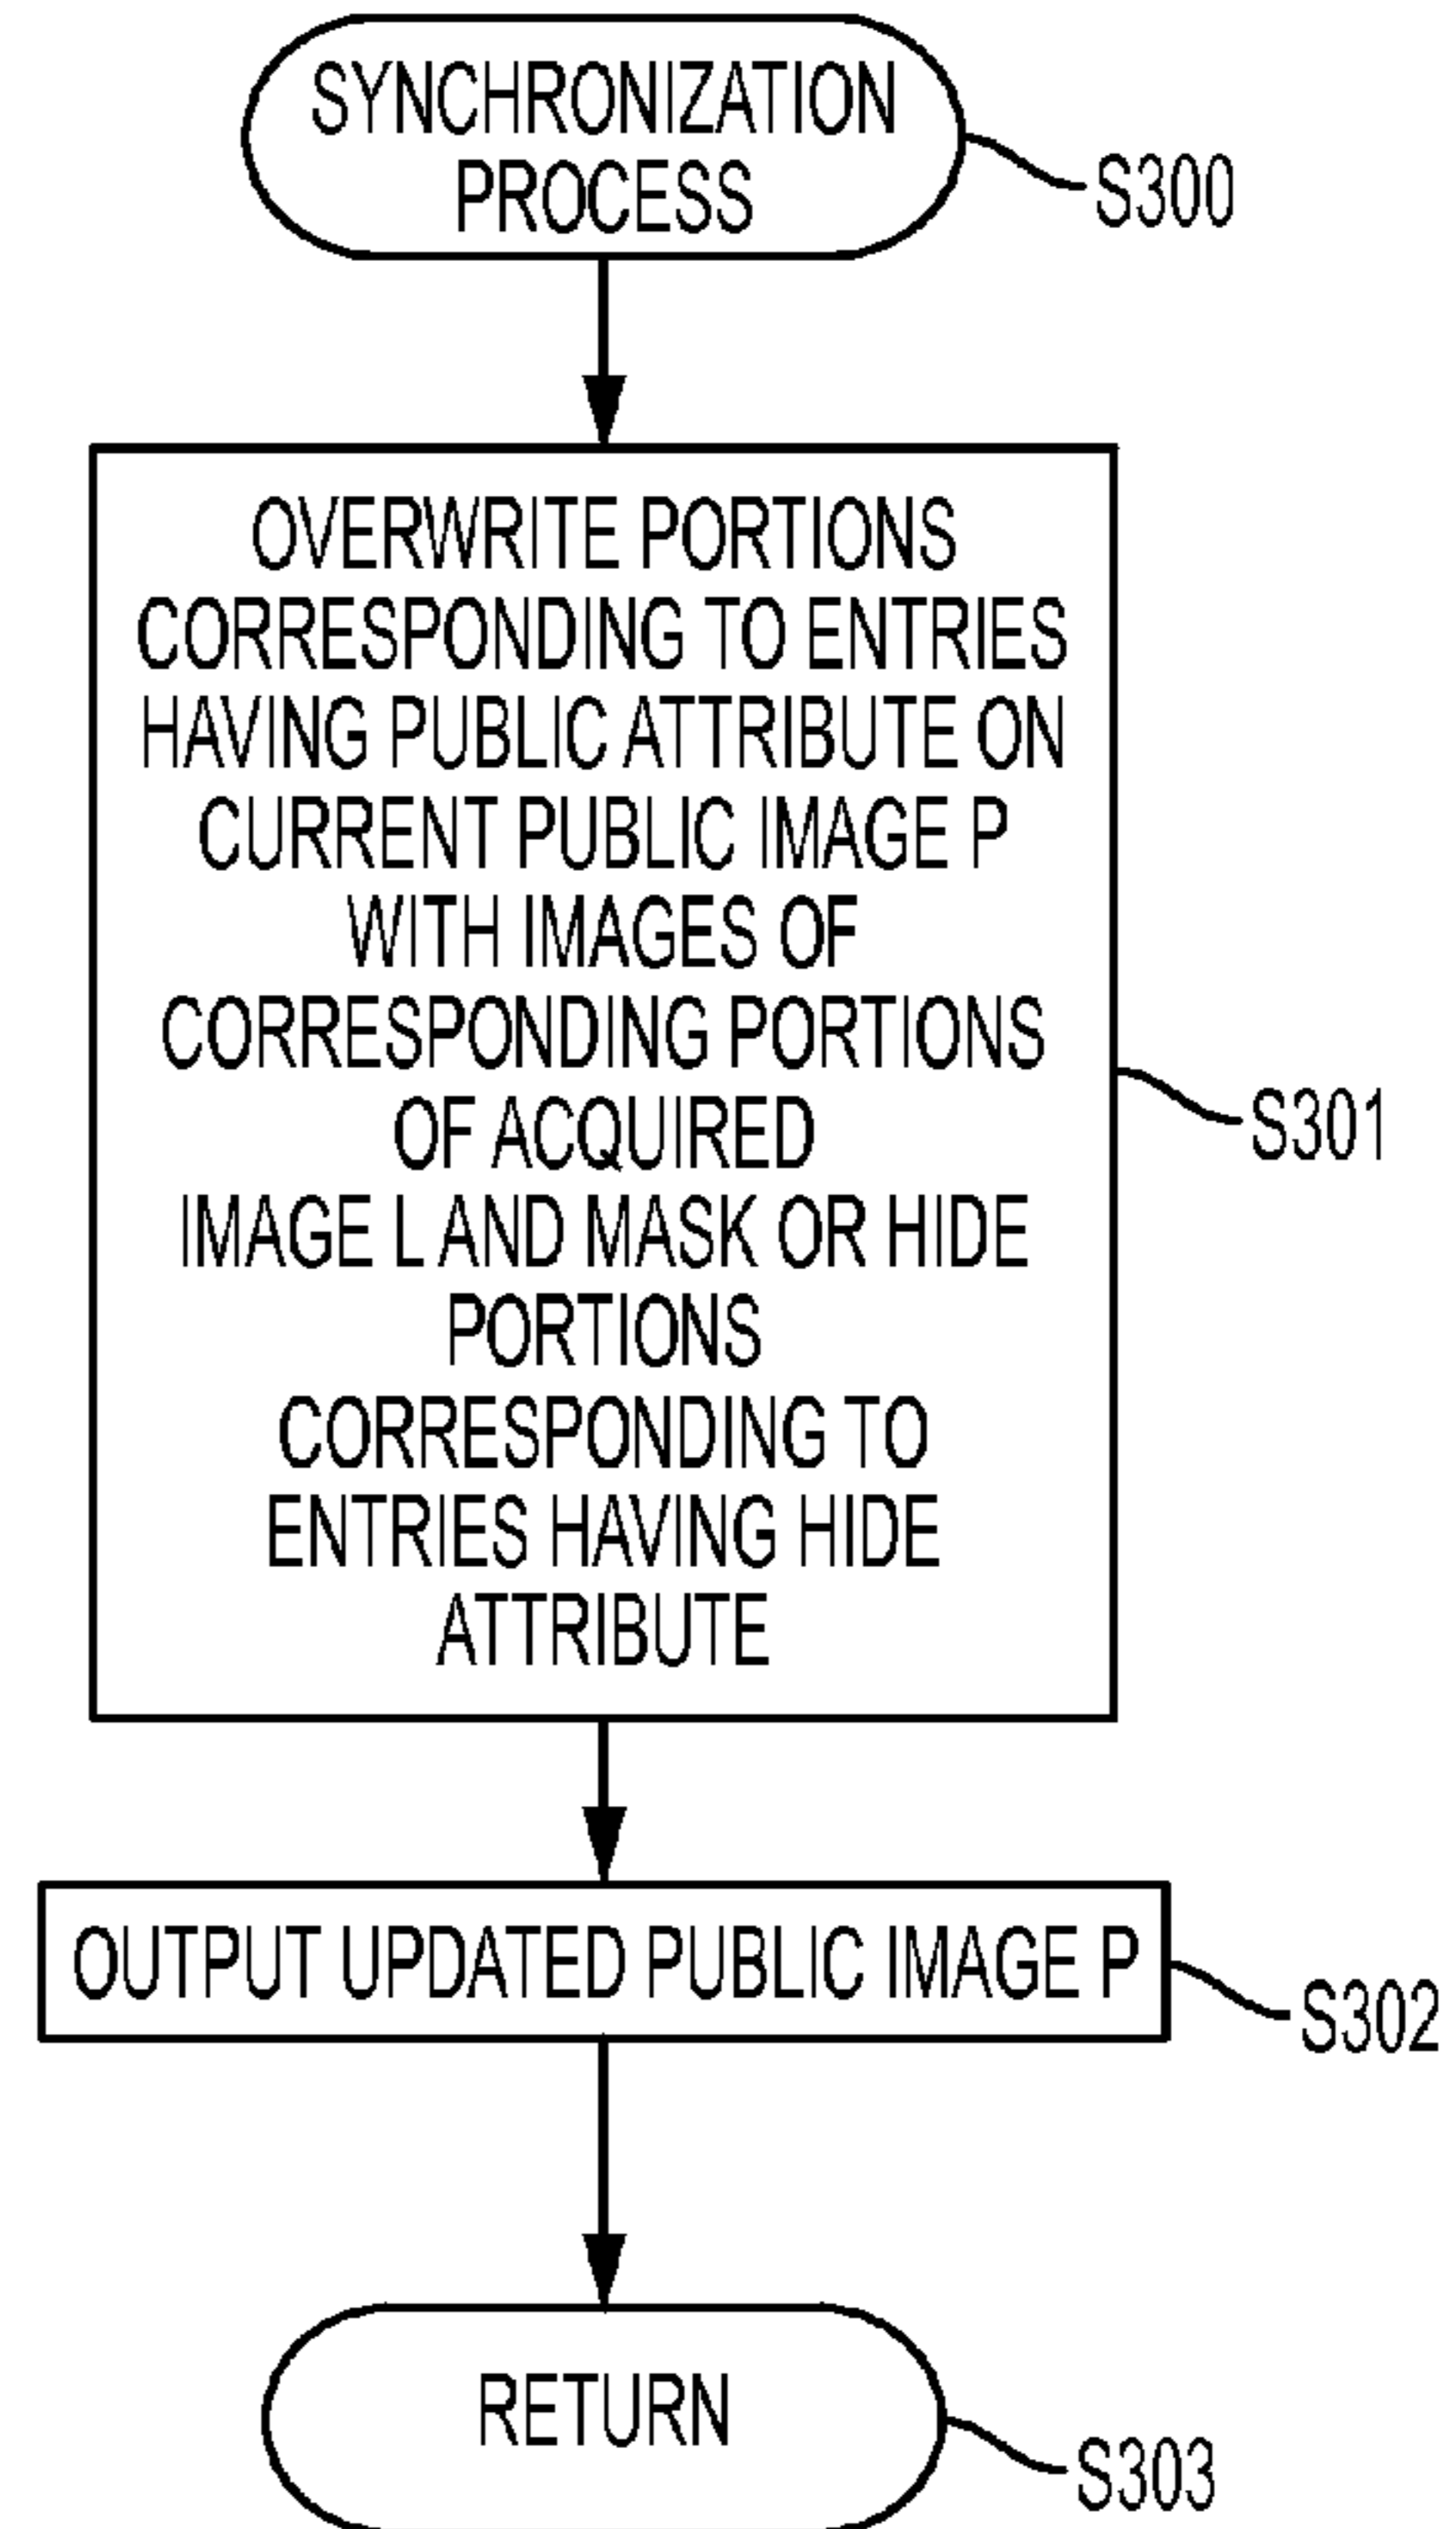 SYNCHRONIZATION
PROCESS
S300
OVERWRITE PORTIONS
CORRESPONDING TO ENTRIES
HAVING PUBLIC ATTRIBUTE ON
CURRENT PUBLIC IMAGE P
WITH IMAGES OF
CORRESPONDING PORTIONS
OF ACQUIRED
IMAGE L AND MASK OR HIDE
PORTIONS
CORRESPONDING TO
ENTRIES HAVING HIDE
ATTRIBUTE
S301
OUTPUT UPDATED PUBLIC IMAGE P
S302
RETURN
S303